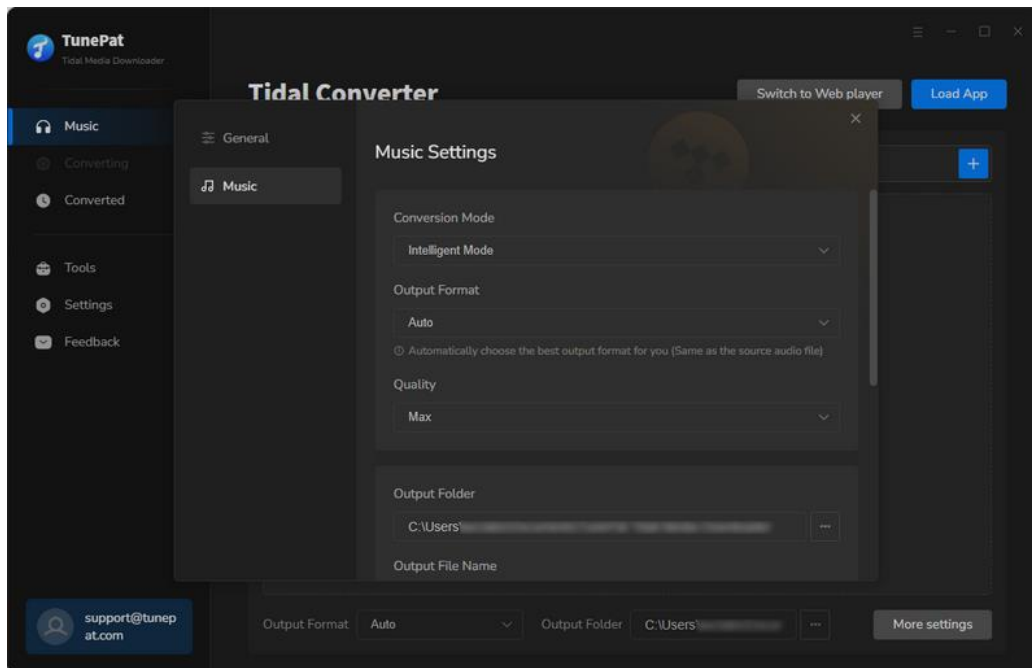 TunePat
Tidal Media Downloader
Tidal Converter
Switch to Web player
Load App
Music
Converting
Converted
Tools
Settings
Feedback
General
Music
Music Settings
Conversion Mode
Intelligent Mode
Output Format
Auto
Automatically choose the best output format for you (Same as the source audio file)
Quality
Max
Output Folder
C:\Users\
Output File Name
support@tunep
at.com
Output Format
Auto
Output Folder
C:\Users\
More settings